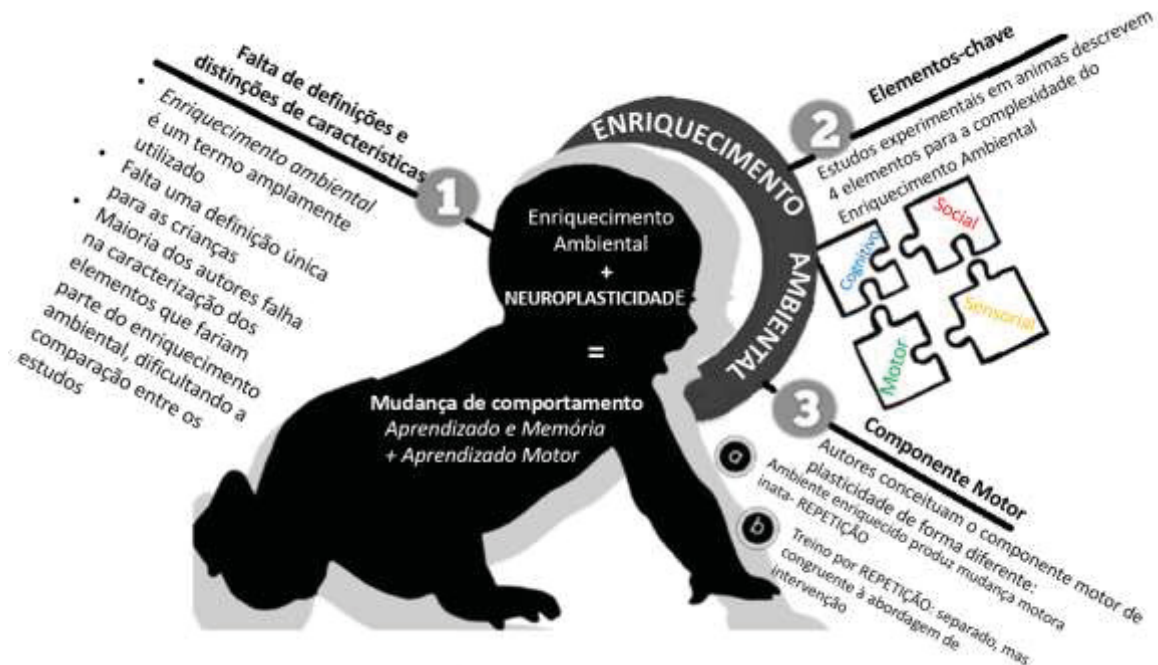 Falta de definições e
distinções de características
1
• Enriquecimento ambiental
é um termo amplamente
utilizado
• Falta uma definição única
para as crianças
• Maioria dos autores falha
na caracterização dos
elementos que fariam
parte do enriquecimento
ambiental, dificultando a
comparação entre os
estudos
ENRIQUECIMENTO
AMBIENTAL
Enriquecimento
Ambiental
+
NEUROPLASTICIDADE
=
Mudança de comportamento
Aprendizado e Memória
+ Aprendizado Motor
2
Elementos-chave
Estudos experimentais em animas descrevem
4 elementos para a complexidade do
Enriquecimento Ambiental
Cognitivo
Social
Motor
Sensorial
3
Componente Motor
Autores conceituam o componente motor de
plasticidade de forma diferente:
a
Ambiente enriquecido produz mudança motora
inata- REPETIÇÃO
b
Treino por REPETIÇÃO: separado, mas
congruente à abordagem de
intervenção